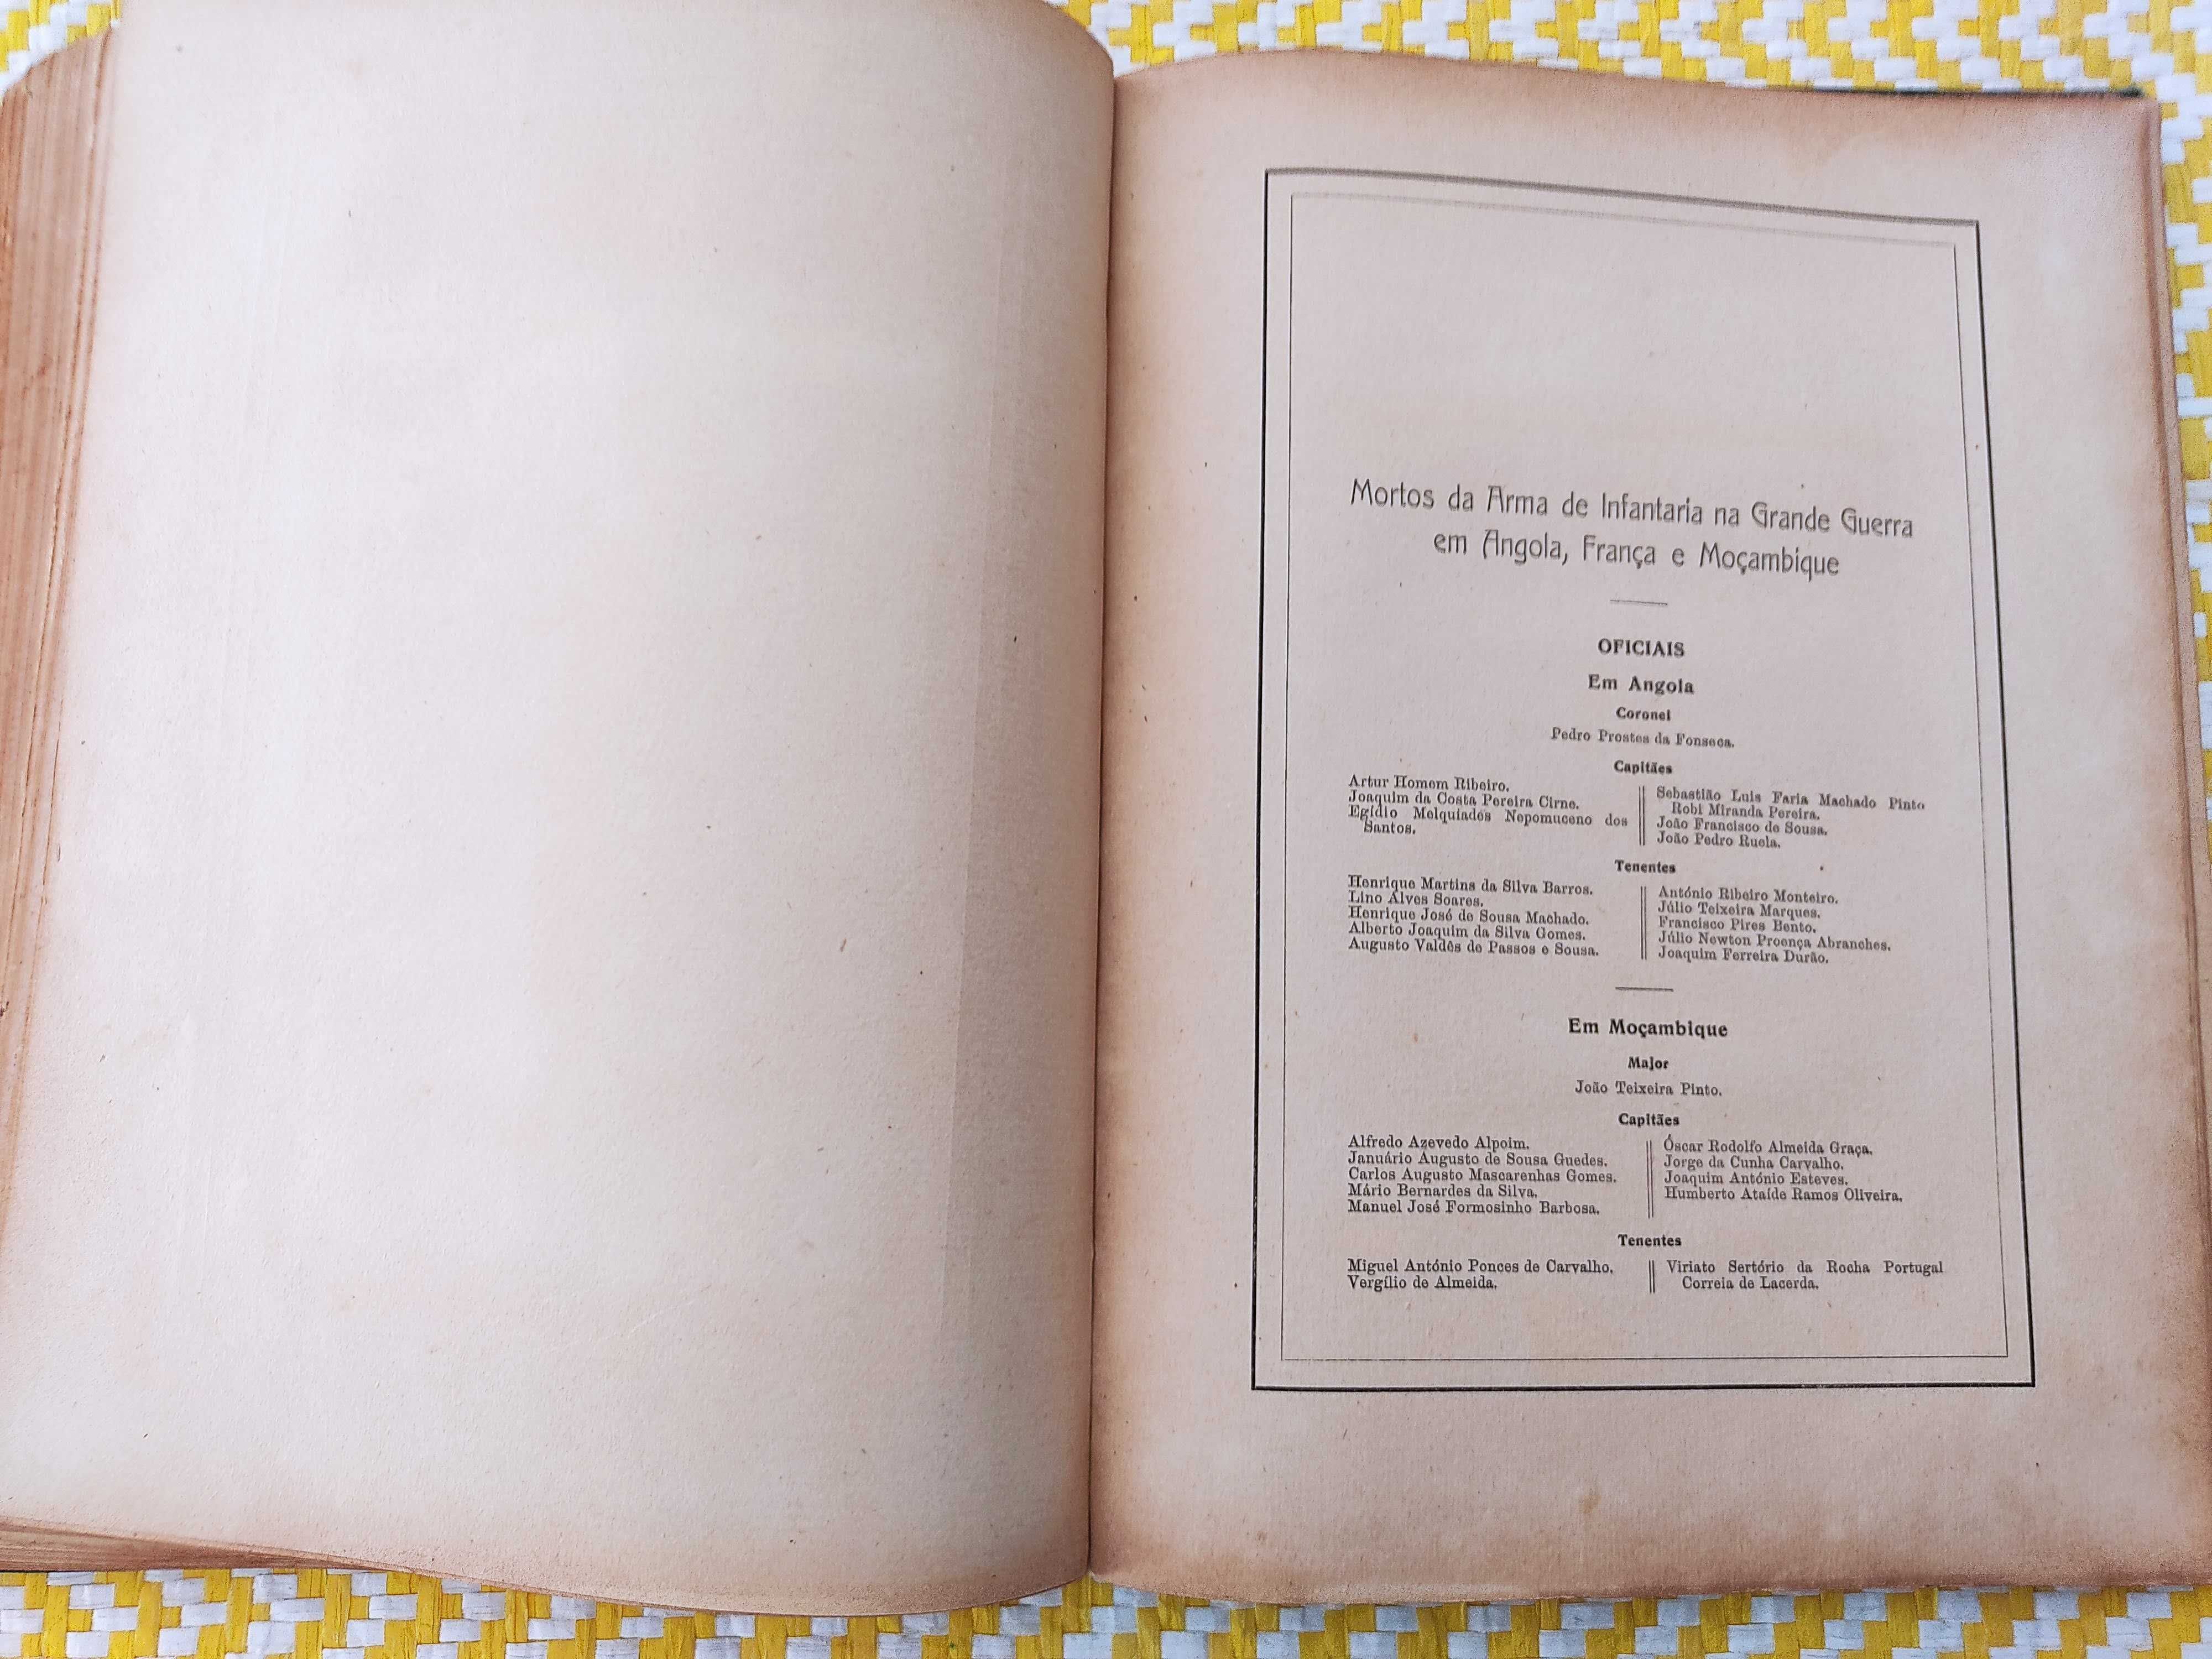 Mortos da Arma de Infantaria na Grande Guerra
em Angola, França e Moçambique
OFICIAIS
Em Angola
Coronel
Pedro Prostes da Fonseca.
Capitães
Artur Homem Ribeiro.
Joaquim da Costa Pereira Cirne.
Egídio Melquíades Nepomuceno dos
Santos.
Sebastião Luis Faria Machado Pinto
Robi Miranda Pereira.
João Francisco de Sousa.
João Pedro Ruela.
Tenentes
Henrique Martins da Silva Barros.
Lino Alves Soares.
Henrique José de Sousa Machado.
Alberto Joaquim da Silva Gomes.
Augusto Valdês de Passos e Sousa.
António Ribeiro Monteiro.
Júlio Teixeira Marques.
Francisco Pires Bento.
Júlio Newton Proença Abranches.
Joaquim Ferreira Durão.
Em Moçambique
Major
João Teixeira Pinto.
Capitães
Alfredo Azevedo Alpoim.
Januário Augusto de Sousa Guedes.
Carlos Augusto Mascarenhas Gomes.
Mário Bernardes da Silva.
Manuel José Formosinho Barbosa.
Óscar Rodolfo Almeida Graça.
Jorge da Cunha Carvalho.
Joaquim António Esteves.
Humberto Ataíde Ramos Oliveira.
Tenentes
Miguel António Ponces de Carvalho.
Vergílio de Almeida.
Viriato Sertório da Rocha Portugal
Correia de Lacerda.